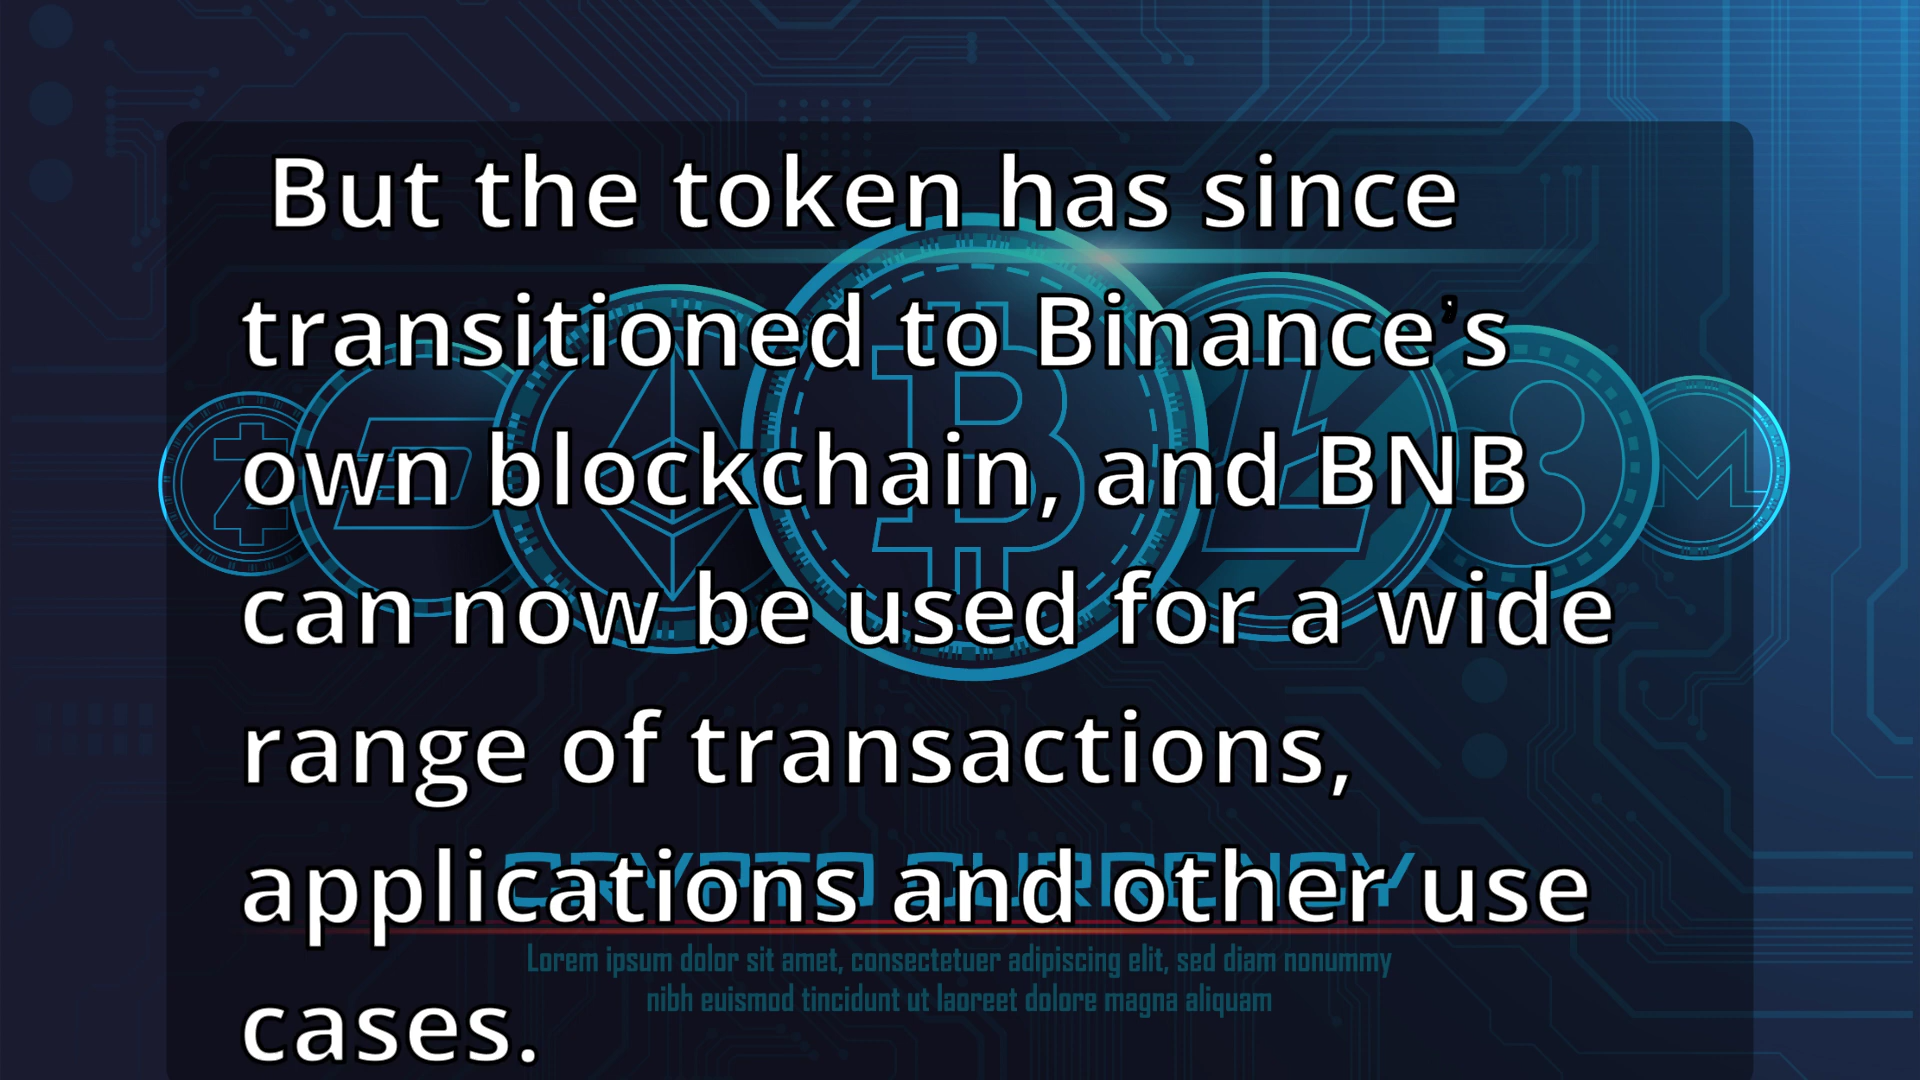 But the token has since
transitioned to Binance’s
own blockchain, and BNB
can now be used for a wide
range of transactions,
applications and other use
CRYPTO CURRENCY
Lorem ipsum dolor sit amet, consectetuer adipiscing elit, sed diam nonummy
nibh euismod tincidunt ut laoreet dolore magna aliquam
cases.